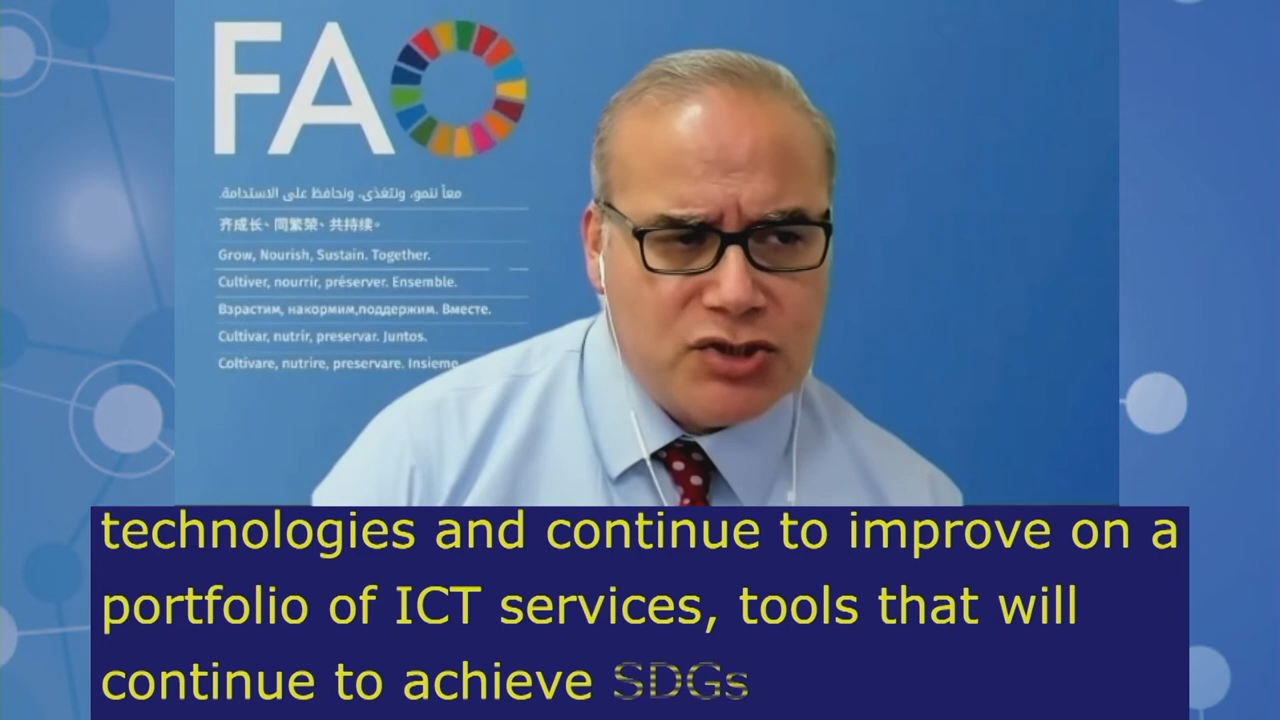 FAO
معاً ننمو، ونتغذى، ونحافظ على الاستدامة.
齐成长、同繁荣、共持续。
Grow, Nourish, Sustain. Together.
Cultiver, nourrir, préserver. Ensemble.
Взрастим, накормим,поддержим. Вместе.
Cultivar, nutrir, preservar. Juntos.
Coltivare, nutrire, preservare. Insieme
technologies and continue to improve on a
portfolio of ICT services, tools that will
continue to achieve SDGs